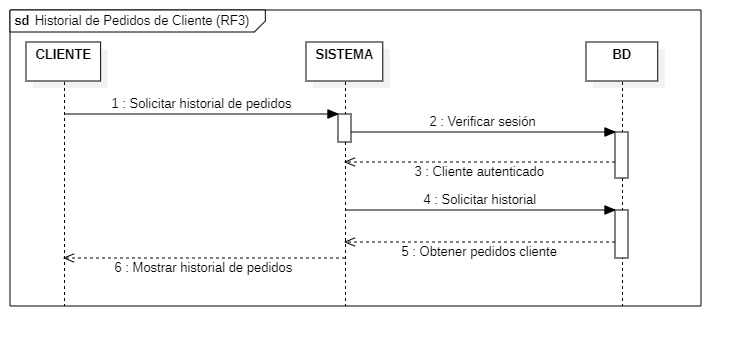 sd Historial de Pedidos de Cliente (RF3)
CLIENTE
SISTEMA
BD
1 : Solicitar historial de pedidos
2 : Verificar sesión
3 : Cliente autenticado
4 : Solicitar historial
5 : Obtener pedidos cliente
6 : Mostrar historial de pedidos